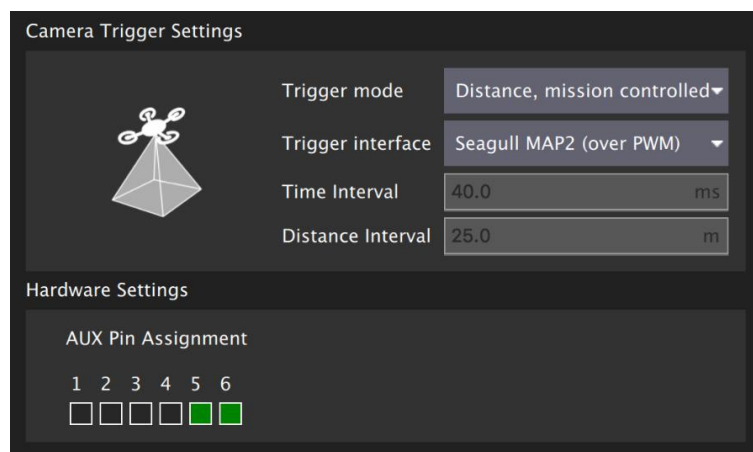 Camera Trigger Settings
Trigger mode Distance, mission controlled
Trigger interface Seagull MAP2 (over PWM)
Time Interval 40.0 ms
Distance Interval 25.0 m
Hardware Settings
AUX Pin Assignment
1 2 3 4 5 6